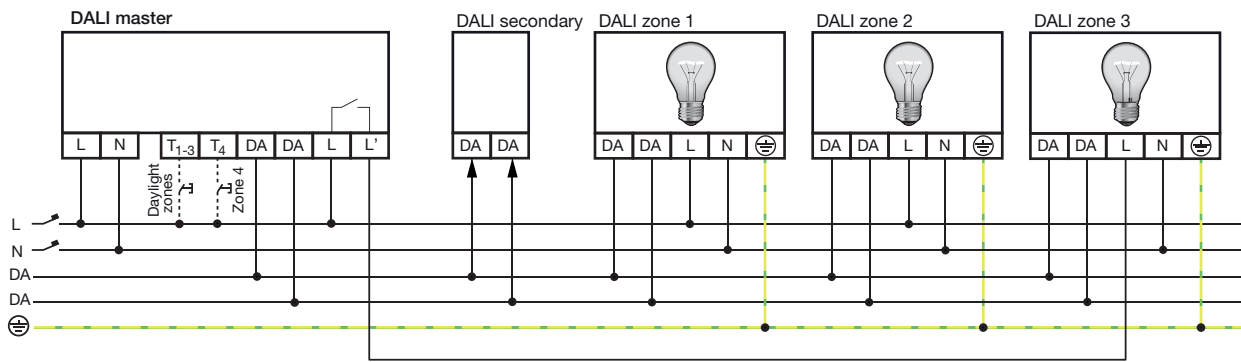 DALI master
DALI secondary
DALI zone 1
DALI zone 2
DALI zone 3
L N T1-3 T4 DA DA L L'
DA DA
DA DA L N
DA DA L N
DA DA L N
Daylight
zones
Zone 4
L
N
DA
DA